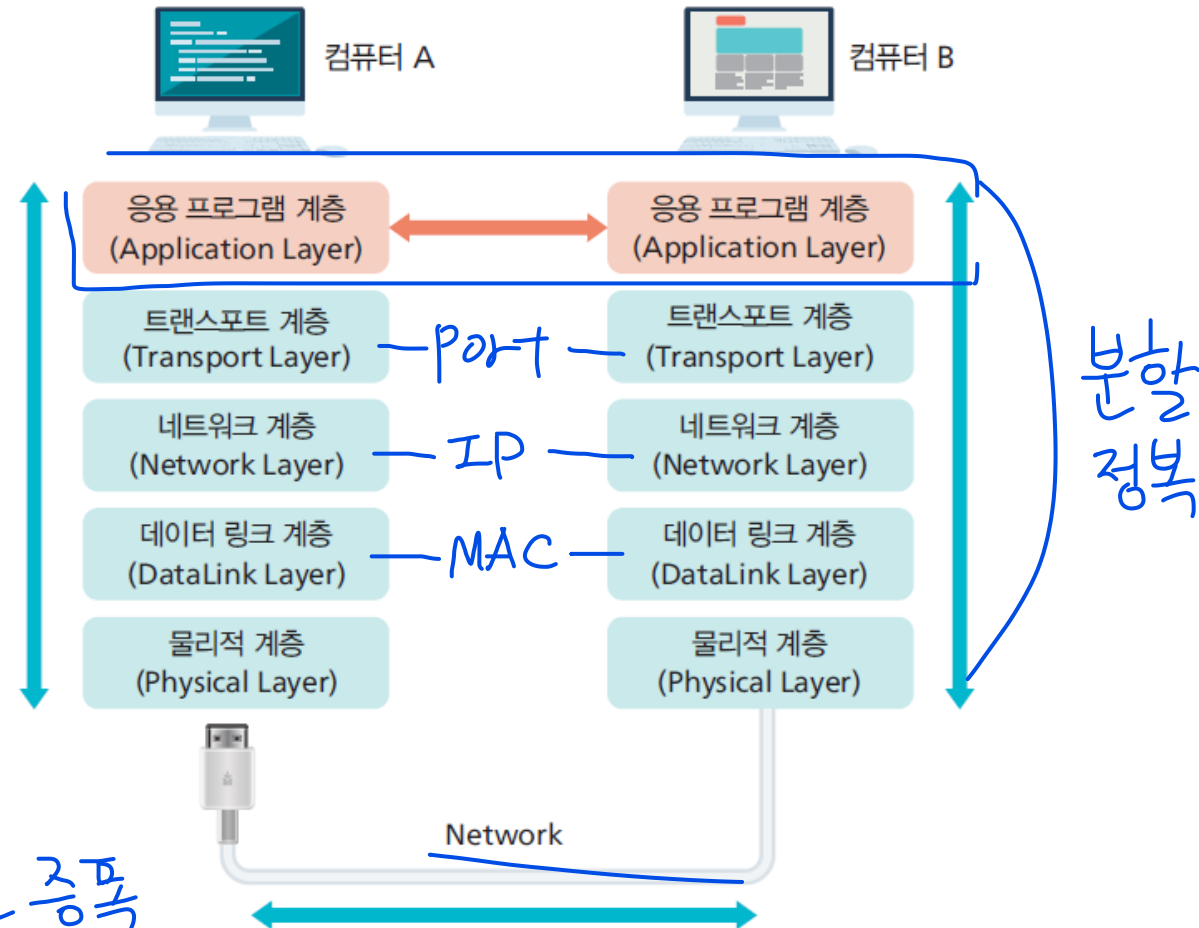 컴퓨터 A
컴퓨터 B
응용 프로그램 계층
(Application Layer)
응용 프로그램 계층
(Application Layer)
트랜스포트 계층
(Transport Layer)
Port
트랜스포트 계층
(Transport Layer)
분할
정복
네트워크 계층
(Network Layer)
IP
네트워크 계층
(Network Layer)
데이터 링크 계층
(DataLink Layer)
MAC
데이터 링크 계층
(DataLink Layer)
물리적 계층
(Physical Layer)
물리적 계층
(Physical Layer)
Network
증폭